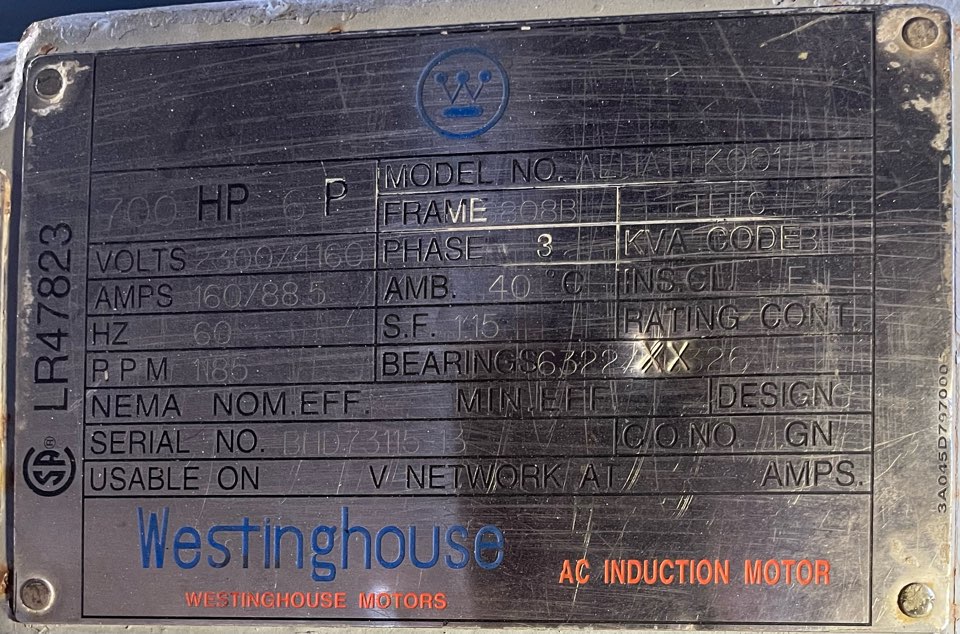 W
MODEL NO.
700 HP 6 P
FRAME
VOLTS 2300/4160 PHASE 3 KVA CODE
AMPS 160/88.5 AMB. 40 °C INS.CL. F
HZ 60 S.F. 1.15 RATING CONT.
RPM 1185 BEARINGS 6322
NEMA NOM.EFF. MIN.EFF DESIGN
SERIAL NO. C/O NO. GN
USABLE ON V NETWORK AT AMPS.
Westinghouse
AC INDUCTION MOTOR
WESTINGHOUSE MOTORS
LR47823
SP®
3A045D797000